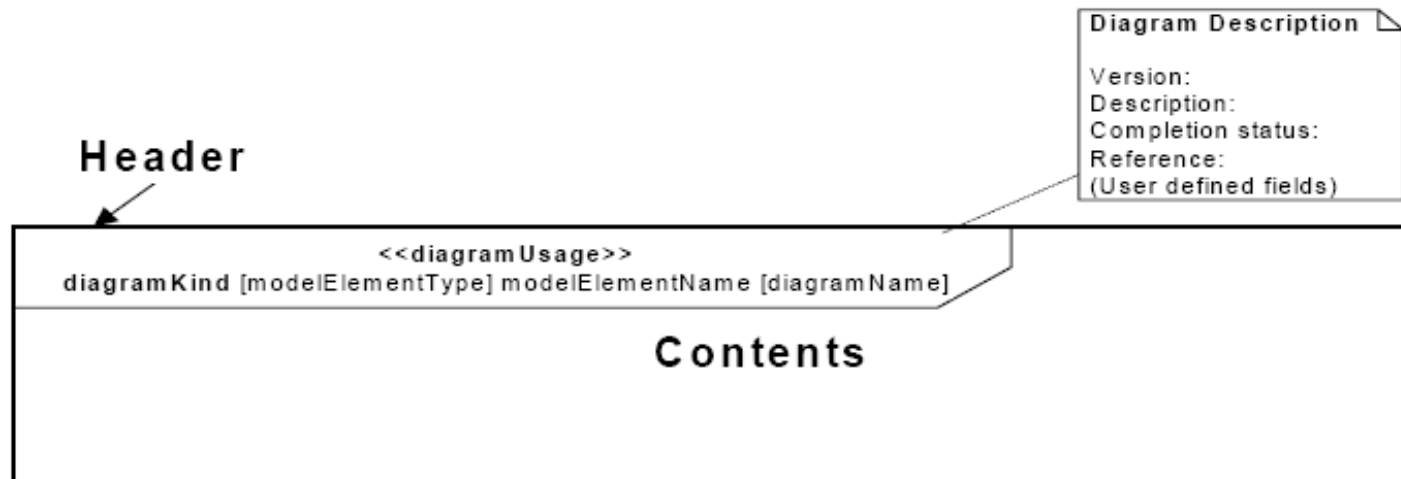 Diagram Description
Version:
Description:
Completion status:
Reference:
(User defined fields)
Header
<<diagramUsage>>
diagramKind [modelElementType] modelElementName [diagramName]
Contents